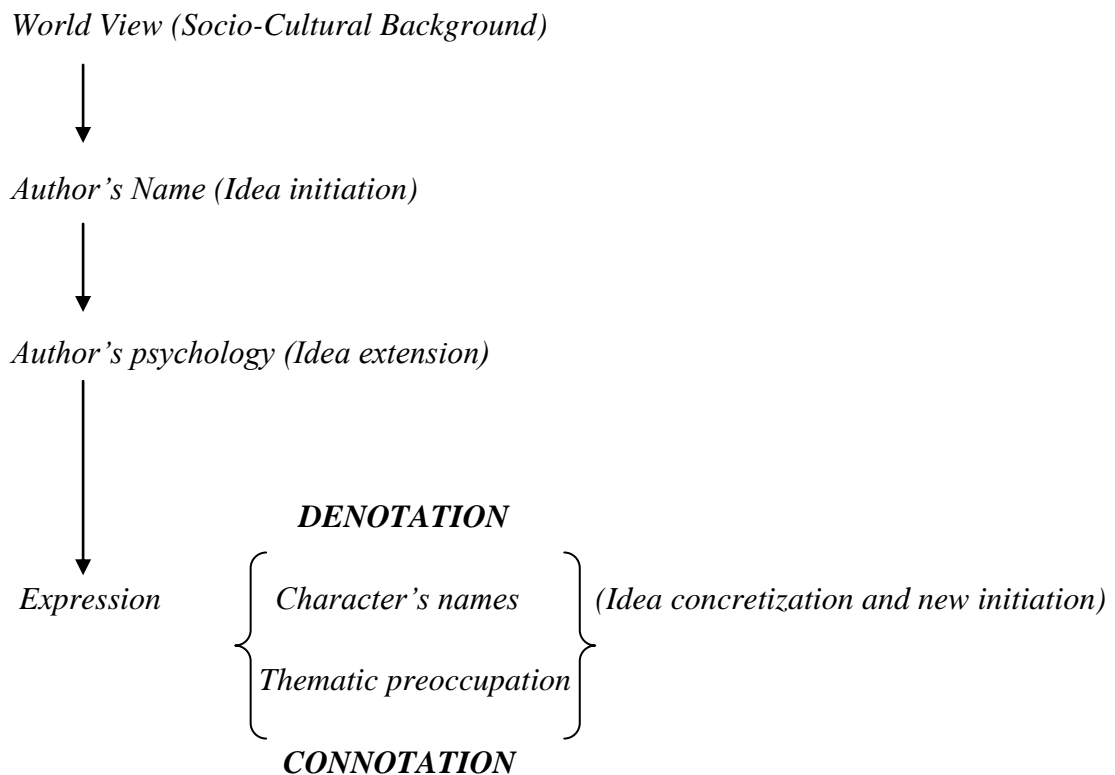 World View (Socio-Cultural Background)
Author's Name (Idea initiation)
Author's psychology (Idea extension)
DENOTATION
Expression Character's names (Idea concretization and new initiation)
Thematic preoccupation
CONNOTATION